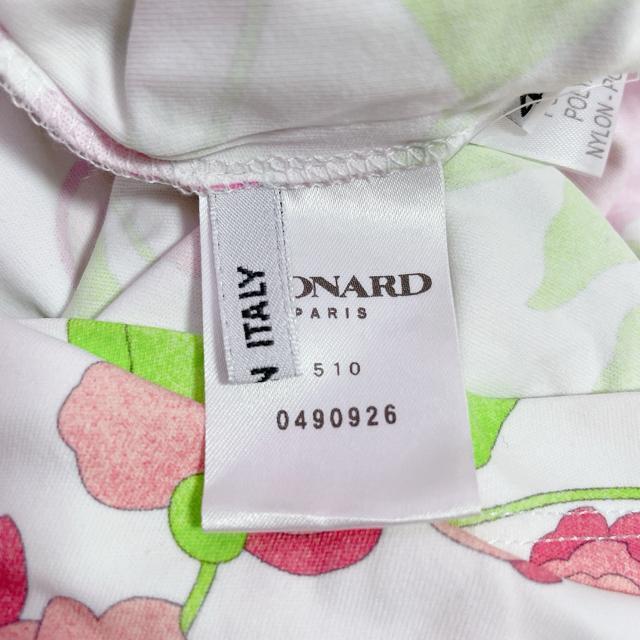 ONARD
PARIS
510
0490926
N ITALY
POL
NYLON - P